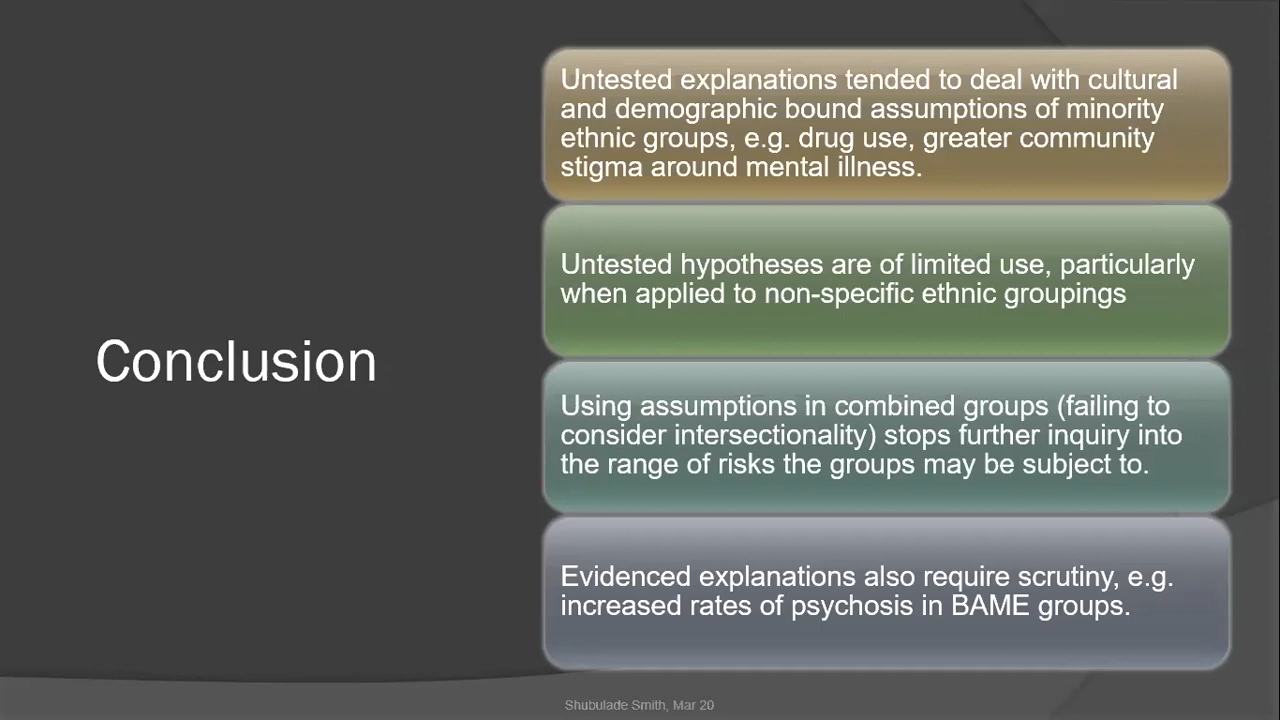 Conclusion
Untested explanations tended to deal with cultural
and demographic bound assumptions of minority
ethnic groups, e.g. drug use, greater community
stigma around mental illness.
Untested hypotheses are of limited use, particularly
when applied to non-specific ethnic groupings
Using assumptions in combined groups (failing to
consider intersectionality) stops further inquiry into
the range of risks the groups may be subject to.
Evidenced explanations also require scrutiny, e.g.
increased rates of psychosis in BAME groups.
Shubulade Smith, Mar 20